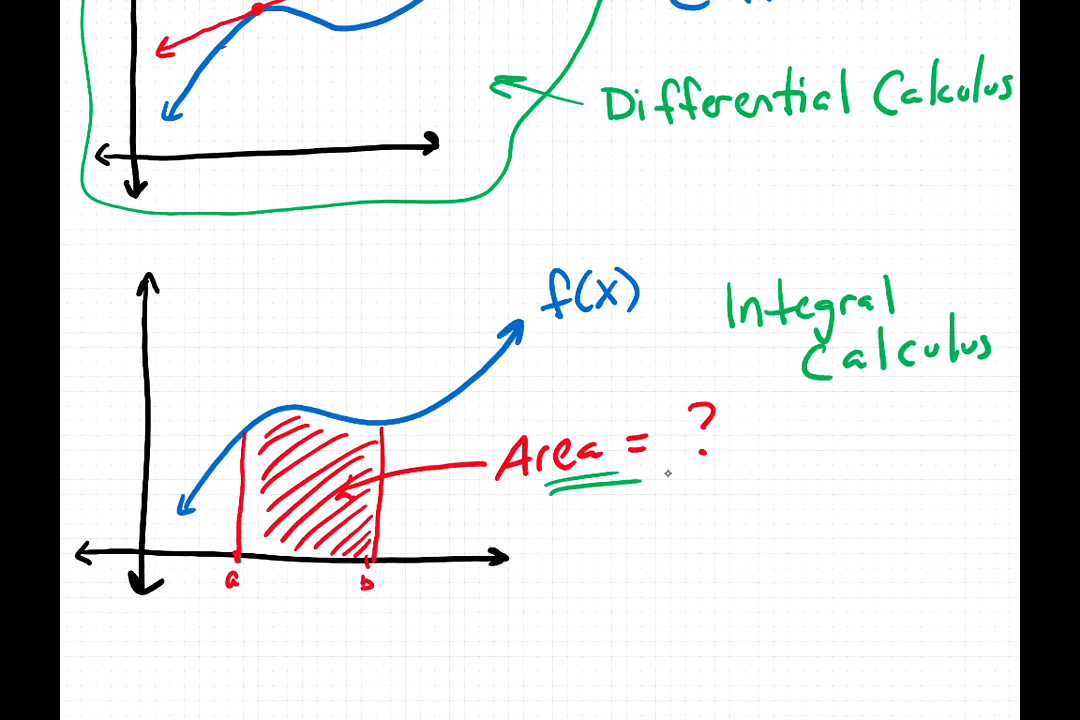 Differential Calculus
f(x)
Integral
Calculus
Area = ?
a
b